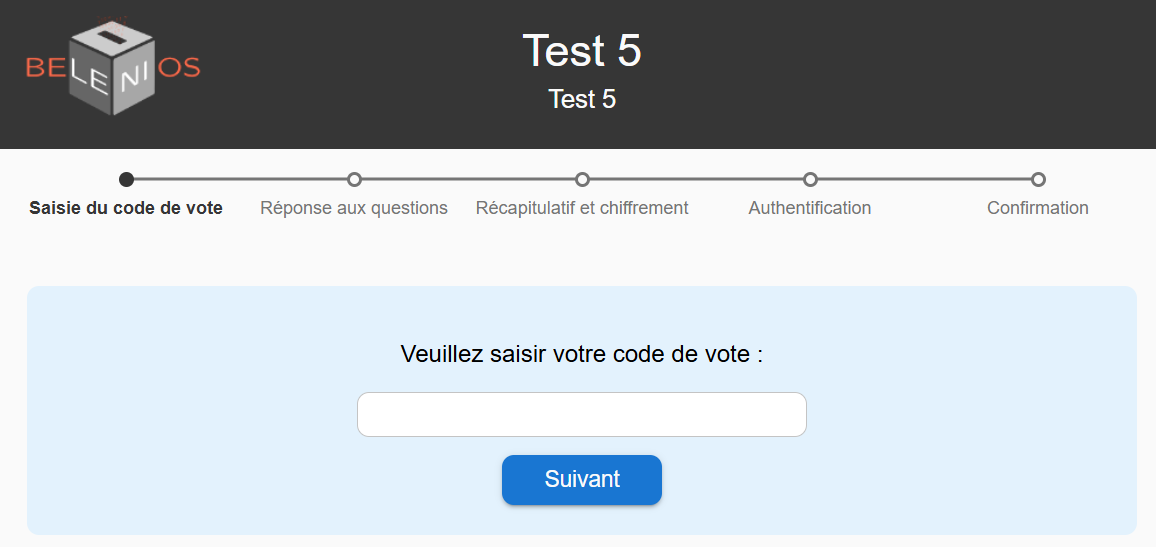 BELENIOS
Test 5
Test 5
Saisie du code de vote
Réponse aux questions
Récapitulatif et chiffrement
Authentification
Confirmation
Veuillez saisir votre code de vote :
Suivant